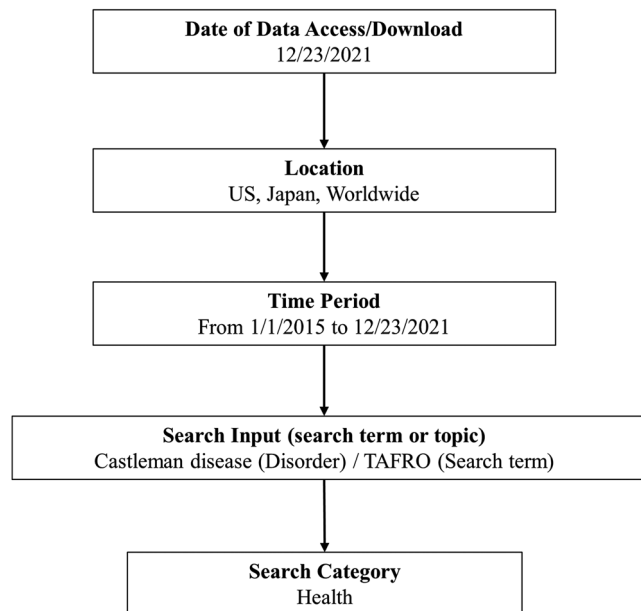 Date of Data Access/Download
12/23/2021
Location
US, Japan, Worldwide
Time Period
From 1/1/2015 to 12/23/2021
Search Input (search term or topic)
Castleman disease (Disorder) / TAFRO (Search term)
Search Category
Health